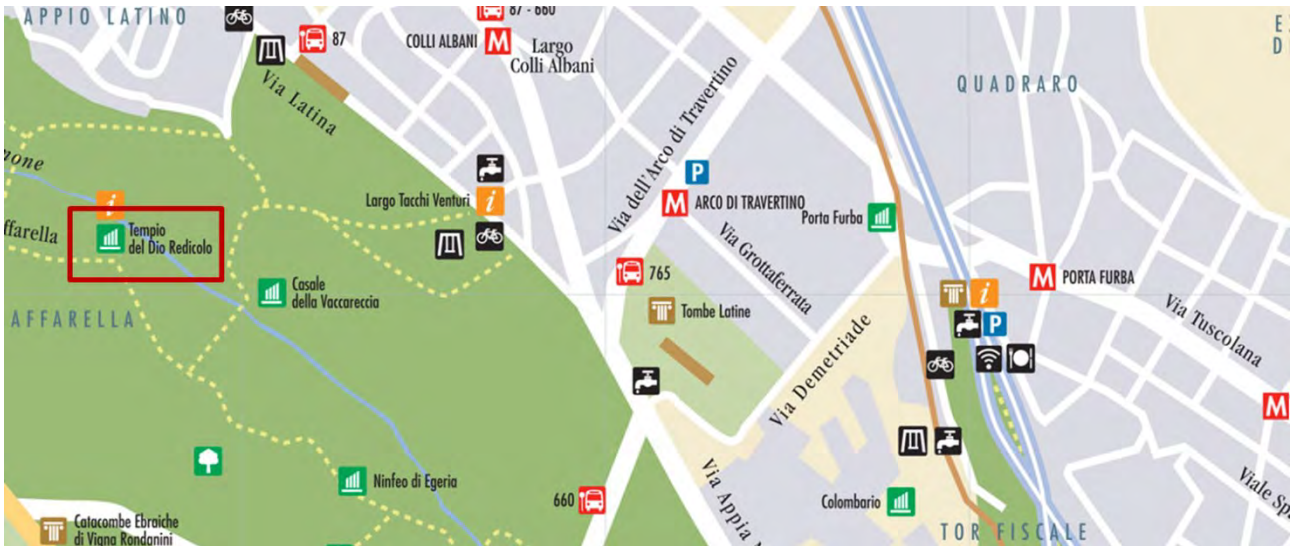 APPIO LATINO
87
87 - 660
COLLI ALBANI
M
Largo
Colli Albani
QUADRARO
Via Latina
Via dell'Arco di Travertino
P
Largo Tacchi Venturi
i
M
ARCO DI TRAVERTINO
Porta Furba
i
Tempio
del Dio Redicolo
Via Grottaferrata
765
M
PORTA FURBA
Casale
della Vaccareccia
i
P
Tombe Latine
Via Tuscolana
AFFARELLA
Via Demetriade
M
Ninfeo di Egeria
660
Via Appia
Colombario
Viale
Catacombe Ebraiche
di Vigna Rondanini
TOR FISCALE